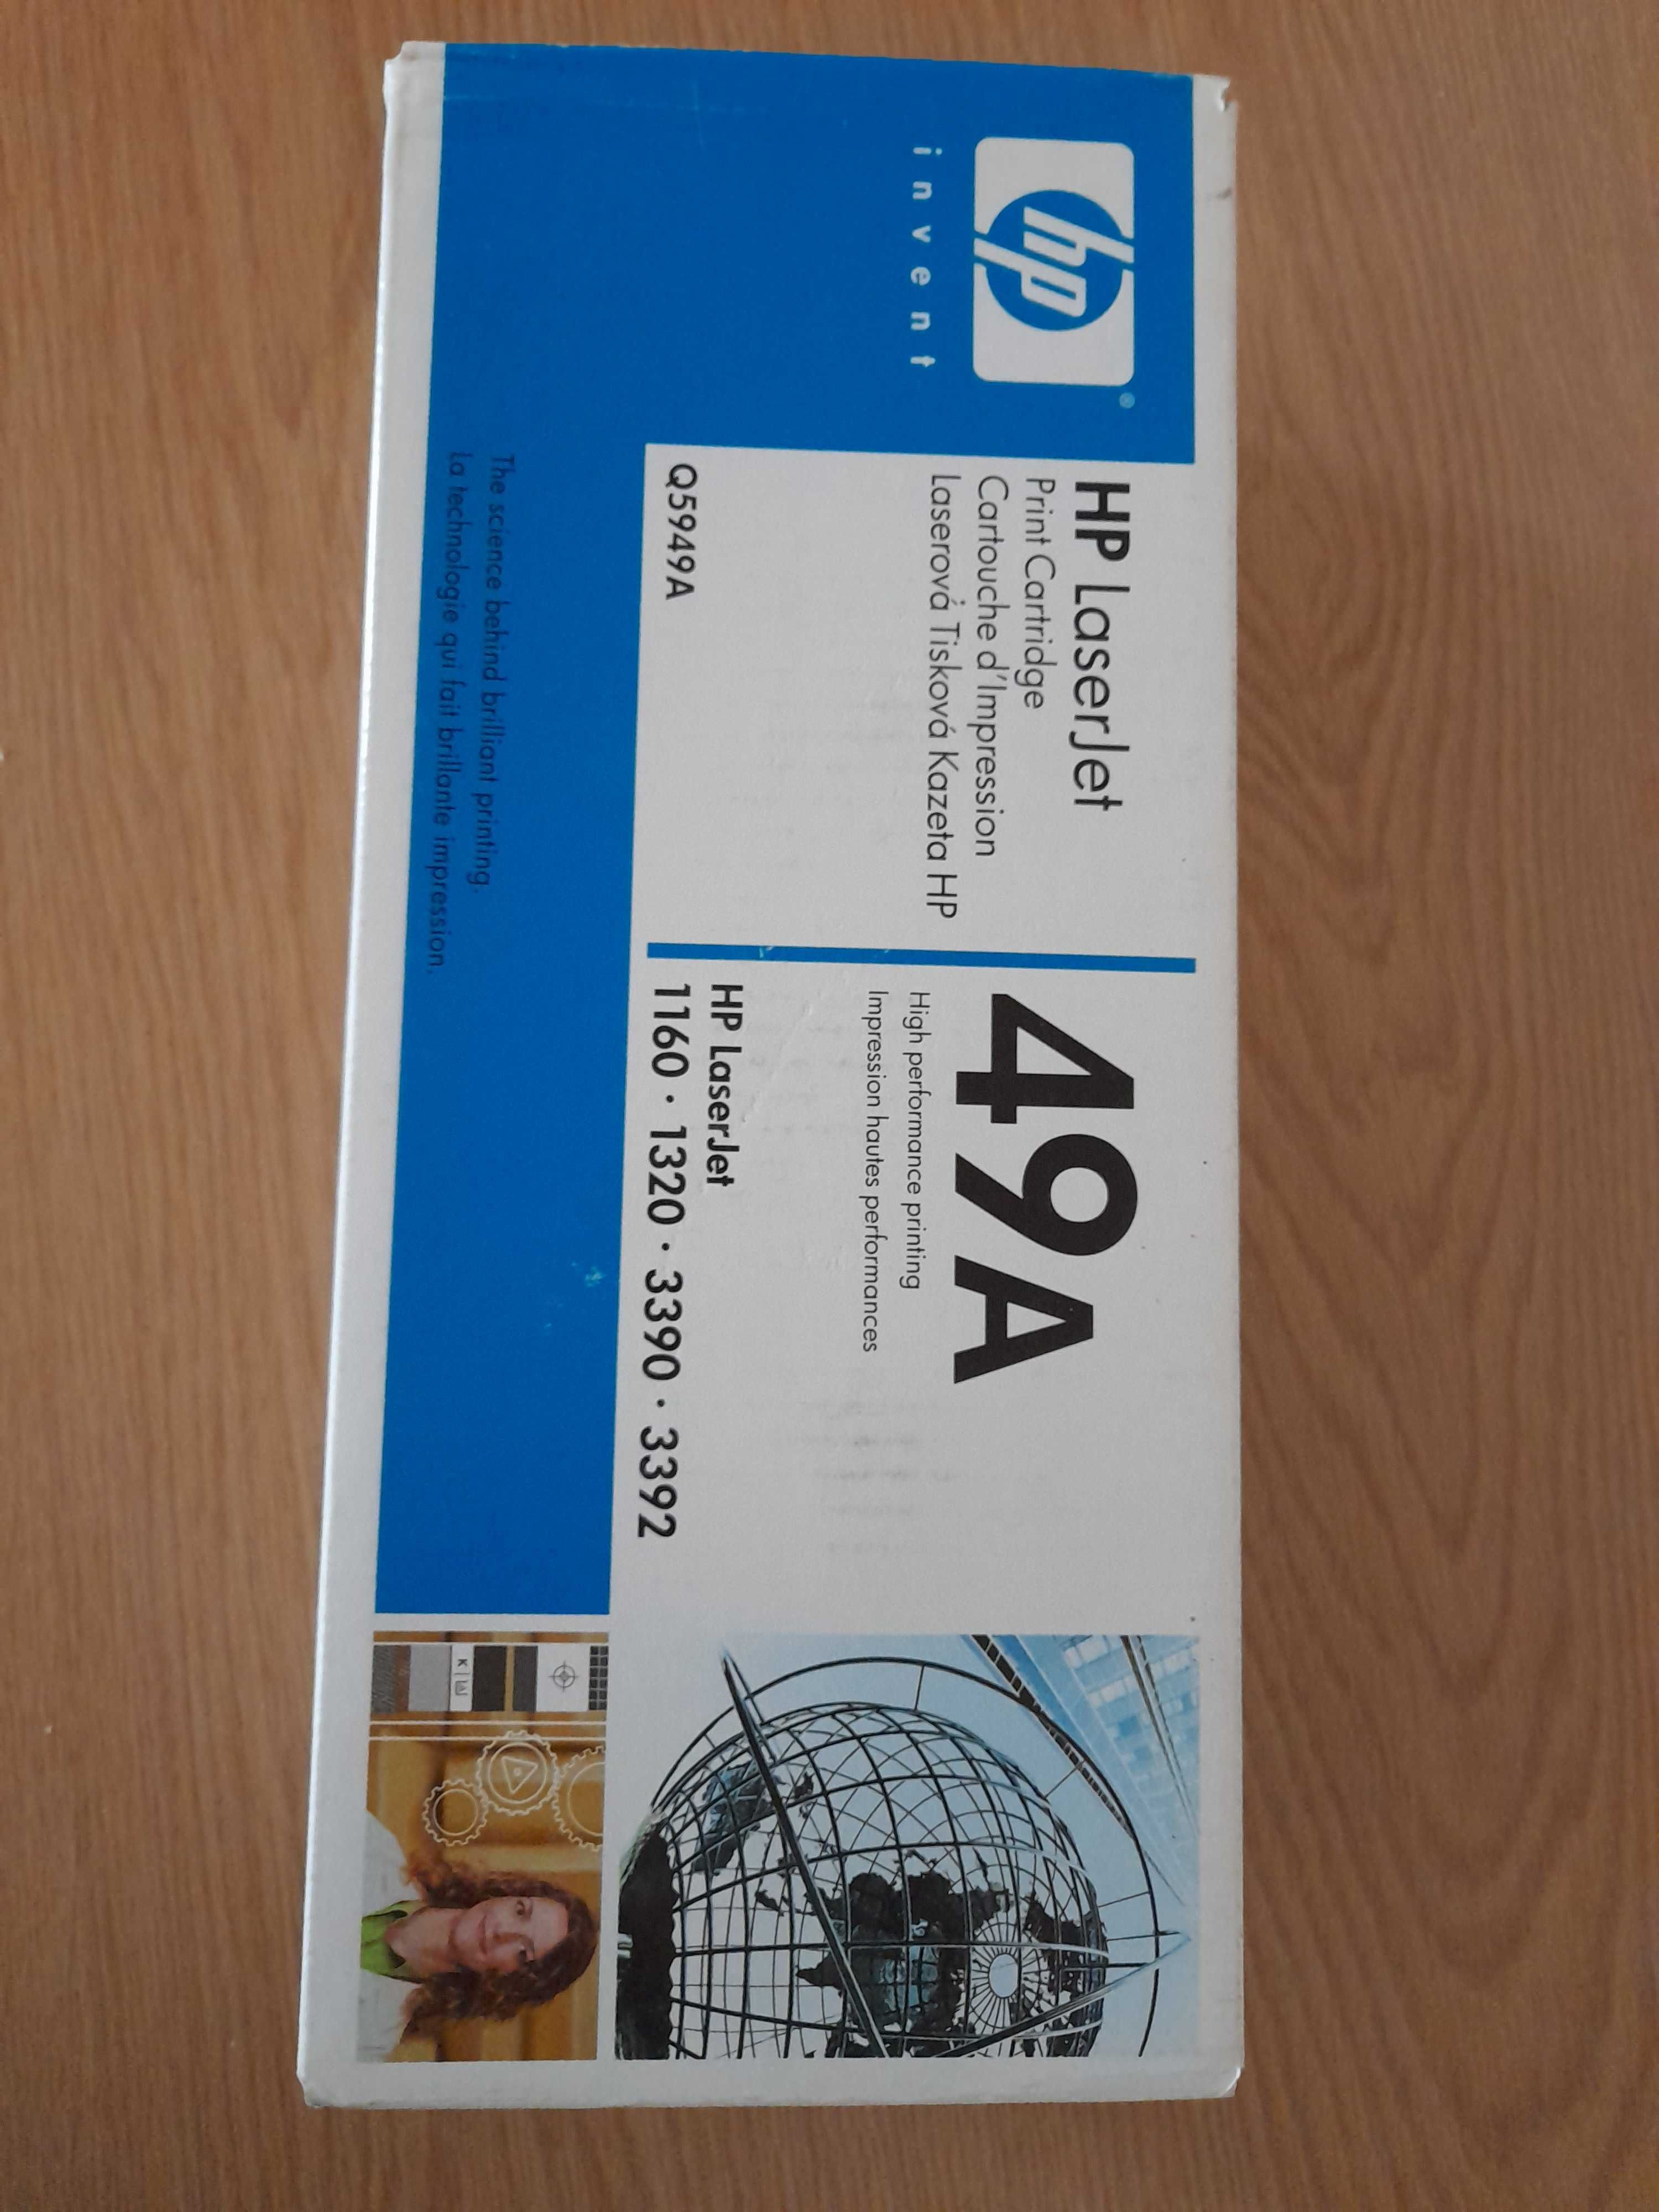 hp
®
invent
HP LaserJet
Print Cartridge
Cartouche d'Impression
Laserová Tisková Kazeta HP
Q5949A
49A
High performance printing
Impression hautes performances
HP LaserJet
1160 · 1320 · 3390 · 3392
The science behind brilliant printing.
La technologie qui fait brillante impression.
K